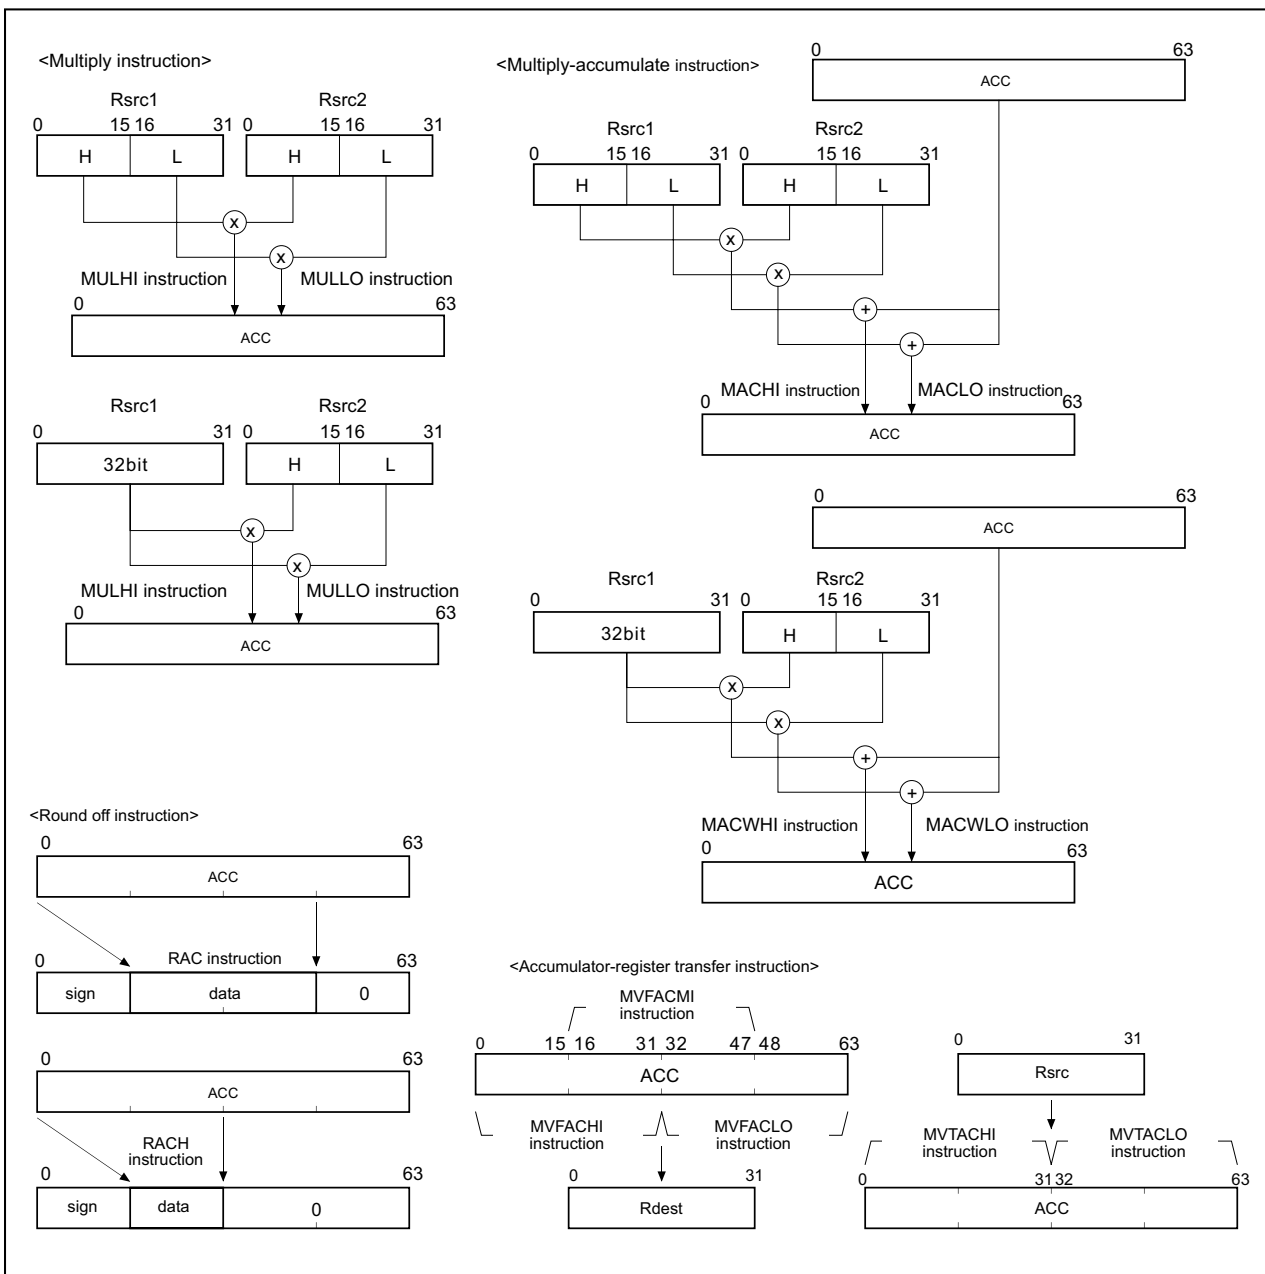 <Multiply instruction>
Rsrc1 Rsrc2
0 15 16 31 0 15 16 31
H L H L
x
x
MULHI instruction MULLO instruction
0 63
ACC
Rsrc1 Rsrc2
0 31 0 15 16 31
32bit H L
x
x
MULHI instruction MULLO instruction
0 63
ACC
<Multiply-accumulate instruction>
0 63
ACC
Rsrc1 Rsrc2
0 15 16 31 0 15 16 31
H L H L
x
x
+
+
MACHI instruction MACLO instruction
0 63
ACC
0 63
ACC
Rsrc1 Rsrc2
0 31 0 15 16 31
32bit H L
x
x
+
+
MACWHI instruction MACWLO instruction
0 63
ACC
<Round off instruction>
0 63
ACC
RAC instruction
0 63
sign data 0
0 63
ACC
RACH
instruction
0 63
sign data 0
<Accumulator-register transfer instruction>
MVFACMI
instruction
0 15 16 31 32 47 48 63
ACC
MVFACHI MVFACLO
instruction instruction
0 31
Rdest
0 31
Rsrc
MVTACHI MVTACLO
instruction instruction
0 31 32 63
ACC